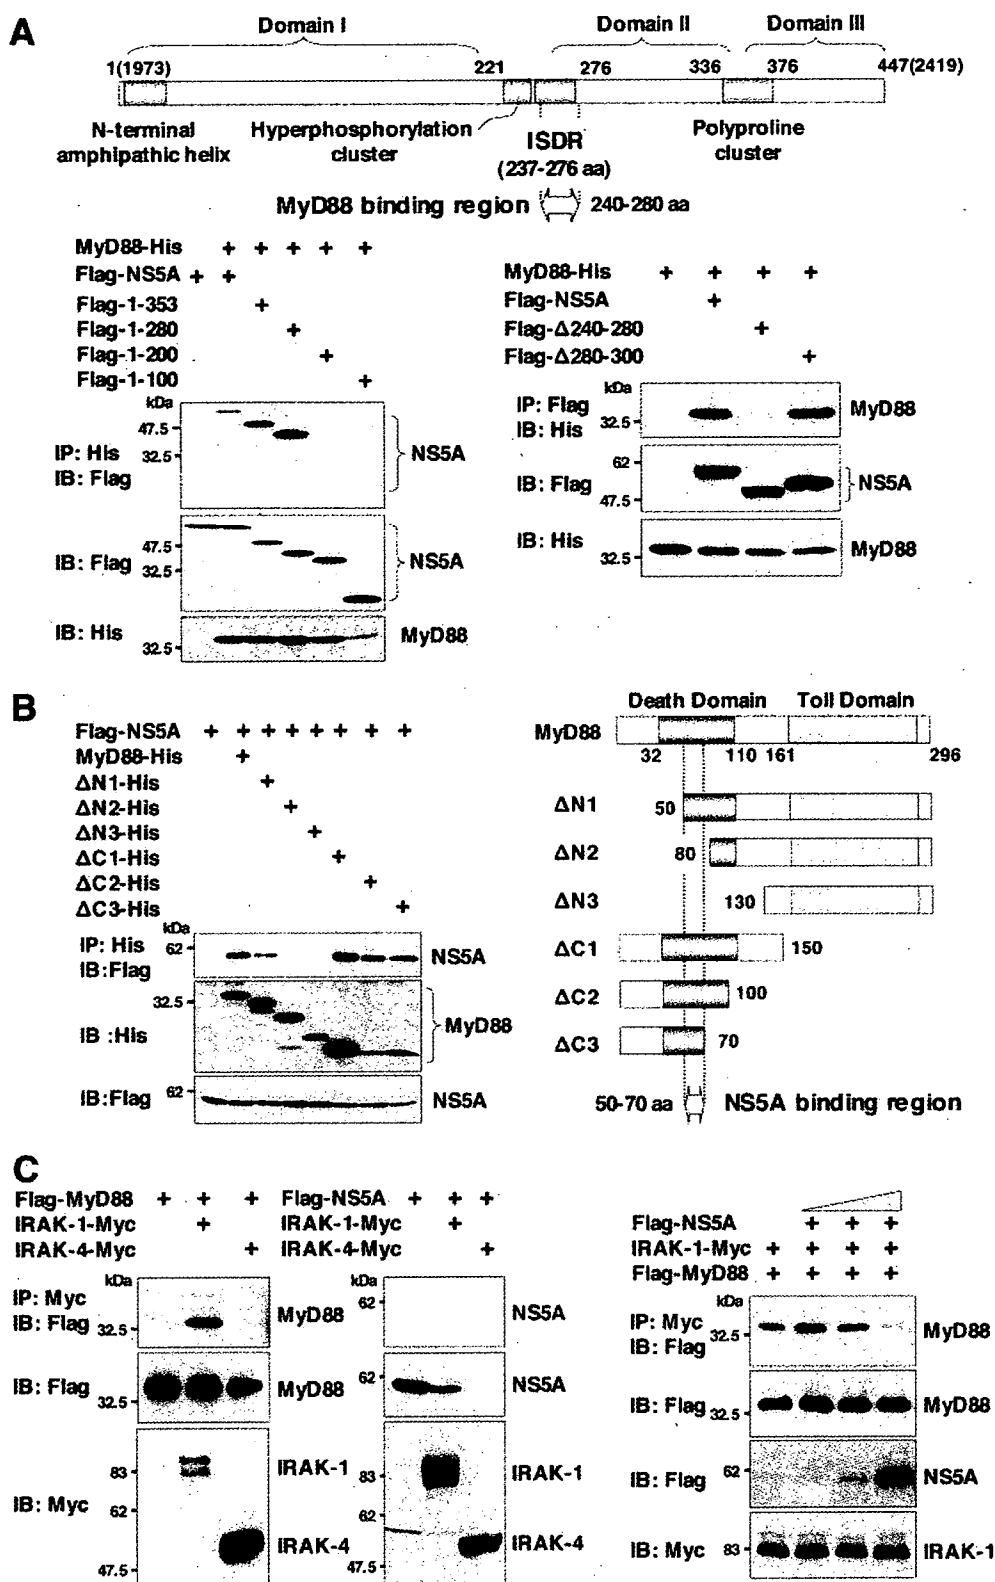 A
Domain I
Domain II
Domain III
1(1973)
221
276
336
376
447(2419)
N-terminal
amphipathic helix
Hyperphosphorylation
cluster
ISDR
(237-276 aa)
Polyproline
cluster
MyD88 binding region
240-280 aa
MyD88-His + + + + +
Flag-NS5A + +
Flag-1-353 +
Flag-1-280 +
Flag-1-200 +
Flag-1-100 +
kDa
47.5
32.5
IP: His
IB: Flag
NS5A
47.5
32.5
IB: Flag
NS5A
IB: His
32.5
MyD88
MyD88-His + + + +
Flag-NS5A +
Flag-Δ240-280 +
Flag-Δ280-300 +
kDa
IP: Flag
IB: His
32.5
MyD88
62
IB: Flag
47.5
NS5A
IB: His
32.5
MyD88
B
Flag-NS5A + + + + + + + +
MyD88-His +
ΔN1-His +
ΔN2-His +
ΔN3-His +
ΔC1-His +
ΔC2-His +
ΔC3-His +
kDa
IP: His
IB:Flag
62
NS5A
32.5
IB :His
MyD88
62
IB:Flag
NS5A
Death Domain
Toll Domain
MyD88
32
110
161
296
ΔN1
50
ΔN2
80
ΔN3
130
ΔC1
150
ΔC2
100
ΔC3
70
50-70 aa
NS5A binding region
C
Flag-MyD88 + + +
IRAK-1-Myc +
IRAK-4-Myc +
kDa
IP: Myc
IB: Flag
32.5
MyD88
IB: Flag
32.5
MyD88
83
62
47.5
IB: Myc
IRAK-1
IRAK-4
Flag-NS5A + + +
IRAK-1-Myc +
IRAK-4-Myc +
kDa
62
NS5A
62
NS5A
83
62
47.5
IRAK-1
IRAK-4
Flag-NS5A + + +
IRAK-1-Myc + + + +
Flag-MyD88 + + + +
kDa
IP: Myc
IB: Flag
32.5
MyD88
IB: Flag
32.5
MyD88
IB: Flag
62
NS5A
IB: Myc
83
IRAK-1